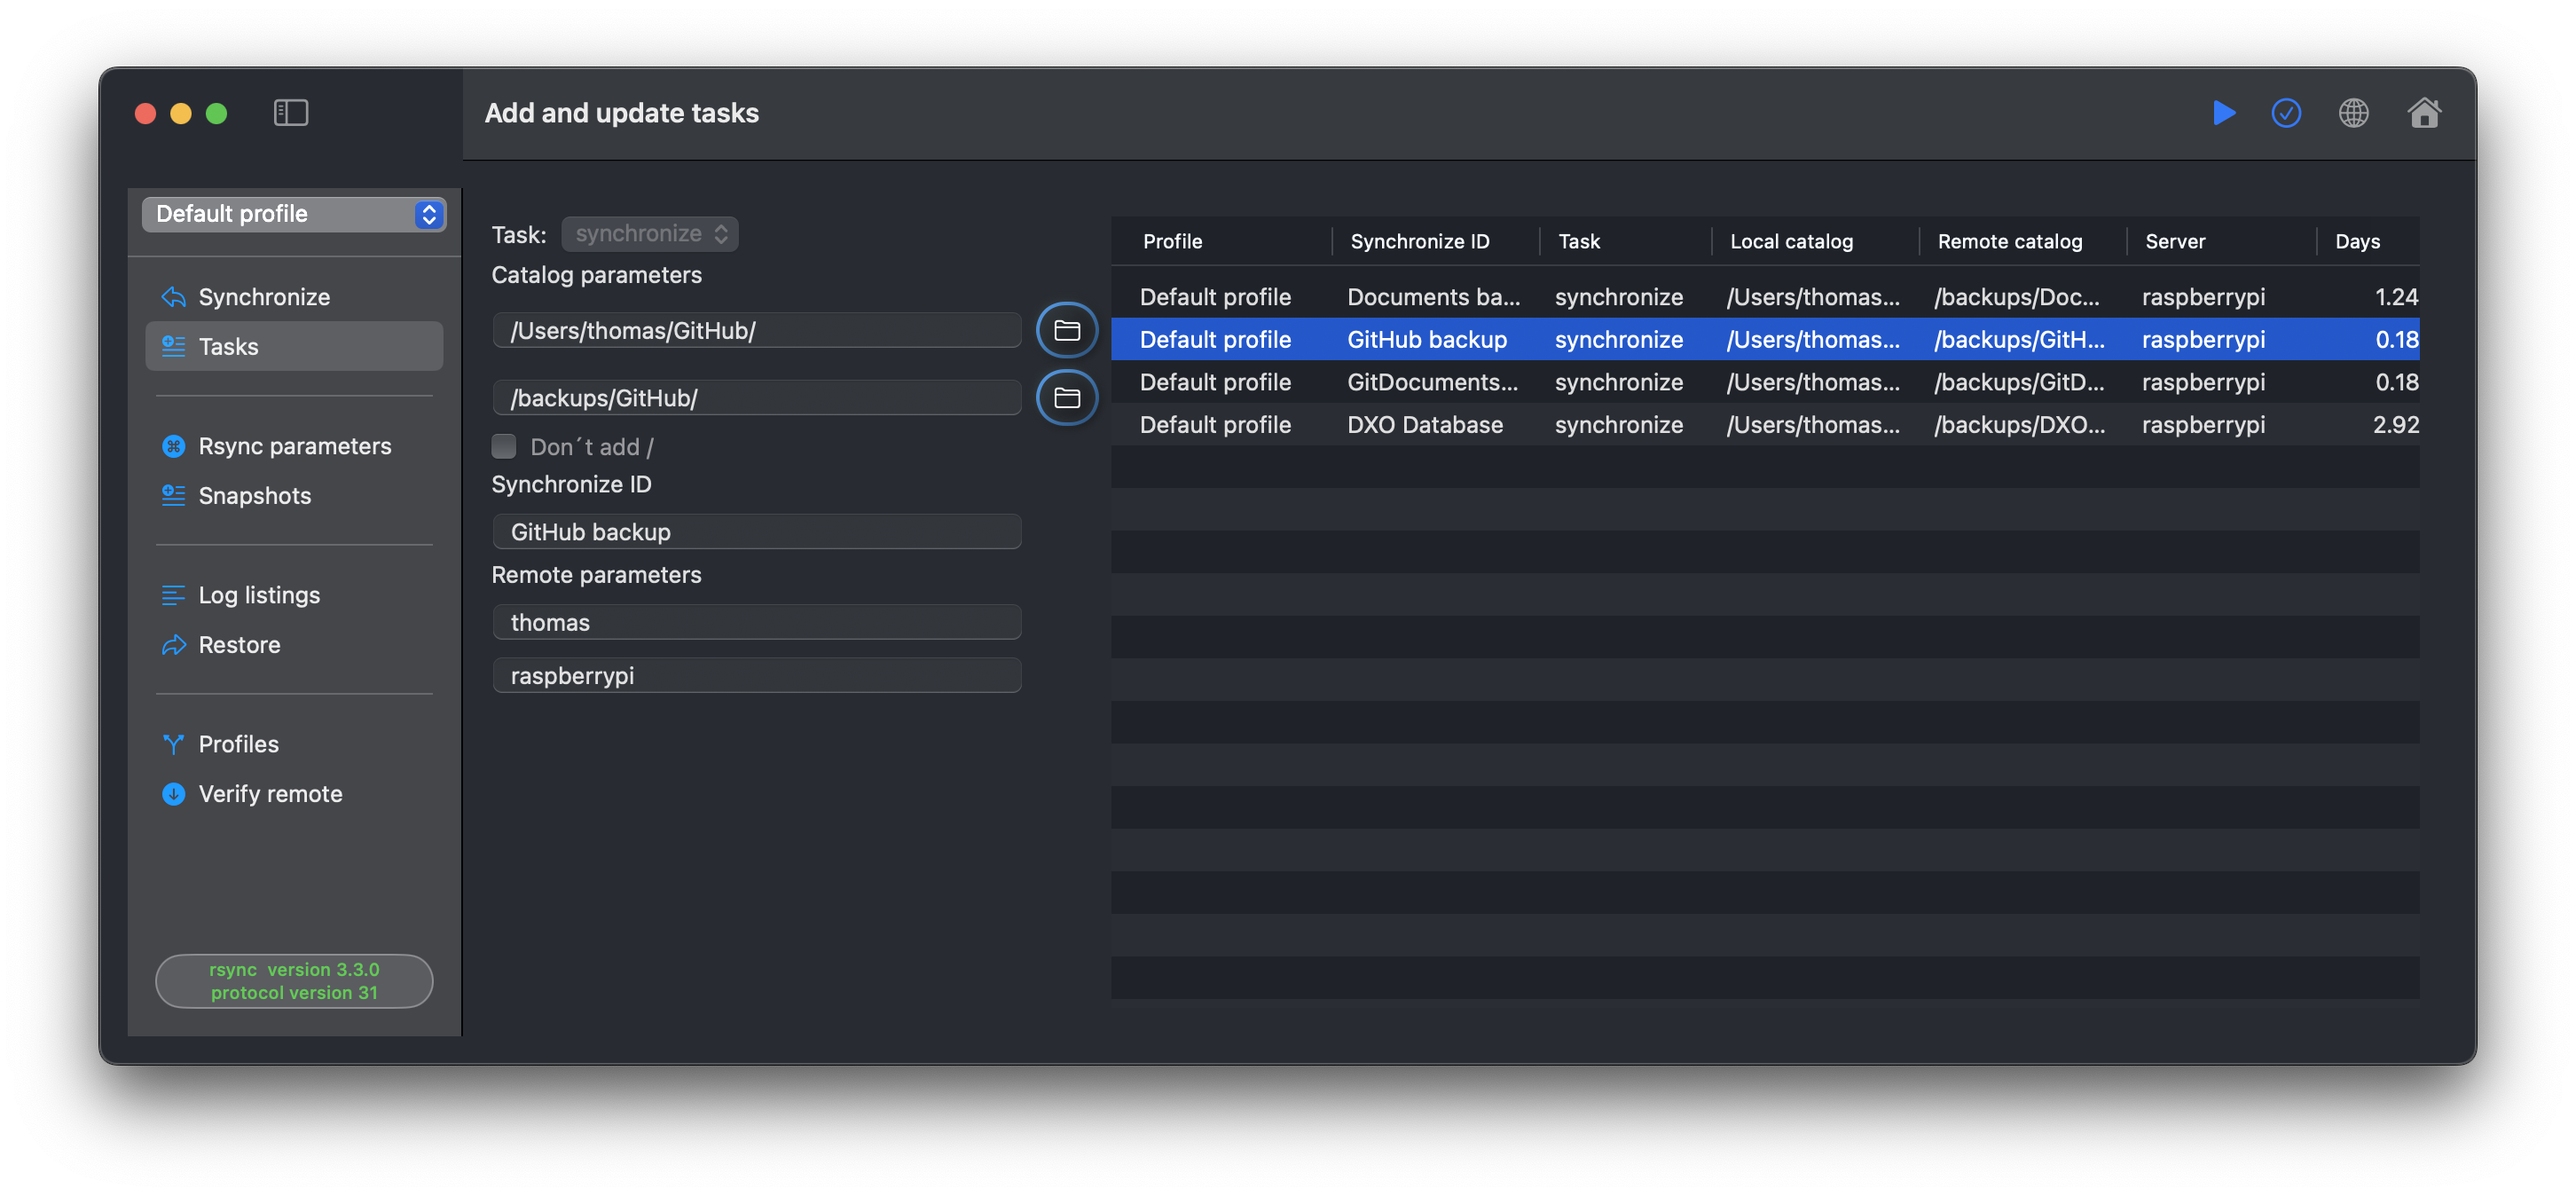 Add and update tasks
Default profile
Synchronize
Tasks
Rsync parameters
Snapshots
Log listings
Restore
Profiles
Verify remote
rsync  version 3.3.0
protocol version 31
Task: synchronize
Catalog parameters
/Users/thomas/GitHub/
/backups/GitHub/
Don´t add /
Synchronize ID
GitHub backup
Remote parameters
thomas
raspberrypi
Profile Synchronize ID Task Local catalog Remote catalog Server Days
Default profile Documents ba... synchronize /Users/thomas... /backups/Doc... raspberrypi 1.24
Default profile GitHub backup synchronize /Users/thomas... /backups/GitH... raspberrypi 0.18
Default profile GitDocuments... synchronize /Users/thomas... /backups/GitD... raspberrypi 0.18
Default profile DXO Database synchronize /Users/thomas... /backups/DXO... raspberrypi 2.92